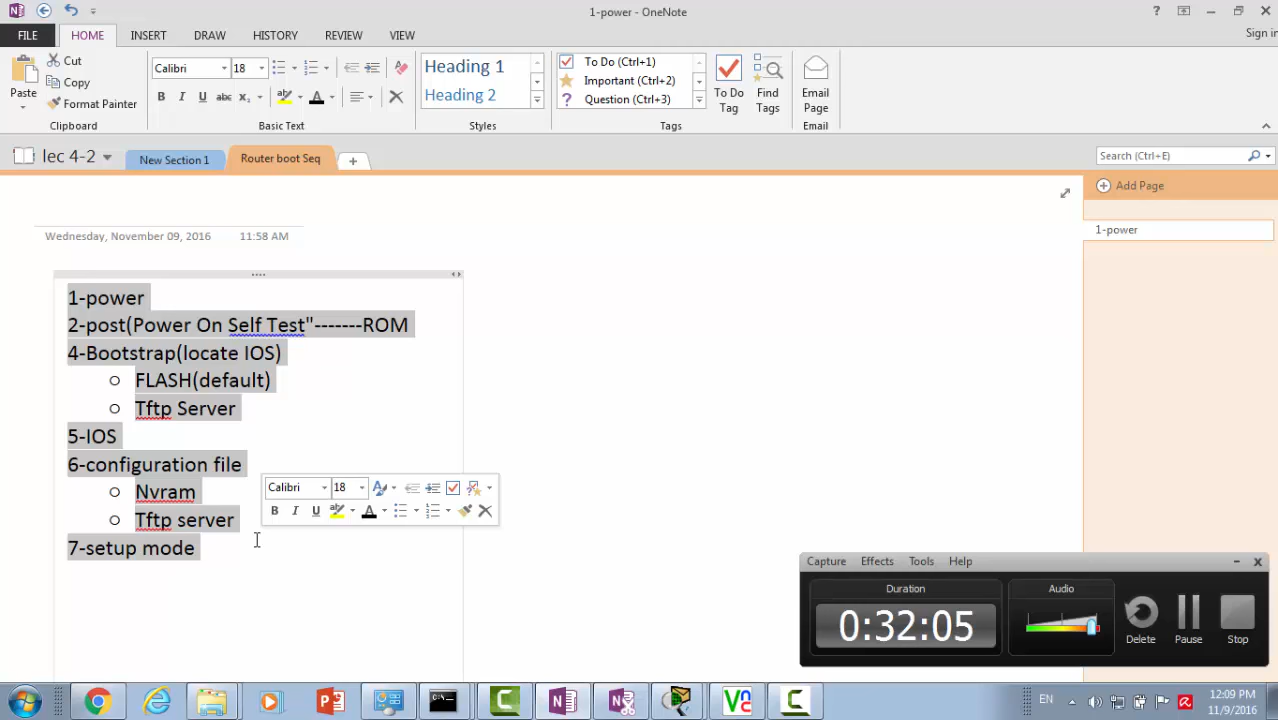 1-power - OneNote
?
Sign in
FILE HOME INSERT DRAW HISTORY REVIEW VIEW
Paste
Cut
Copy
Format Painter
Clipboard
Calibri 18
B I U abc X₂ A
Basic Text
Heading 1
Heading 2
Styles
To Do (Ctrl+1)
Important (Ctrl+2)
? Question (Ctrl+3)
To Do
Tag
Find
Tags
Tags
Email
Page
Email
lec 4-2
New Section 1
Router boot Seq
Search (Ctrl+E)
Add Page
1-power
Wednesday, November 09, 2016 11:58 AM
1-power
2-post(Power On Self Test"-------ROM
4-Bootstrap(locate IOS)
FLASH(default)
Tftp Server
5-IOS
6-configuration file
Nvram
Tftp server
7-setup mode
Calibri 18
B I U A
Capture Effects Tools Help
Duration
0:32:05
Audio
Delete
Pause
Stop
EN
12:09 PM
11/9/2016